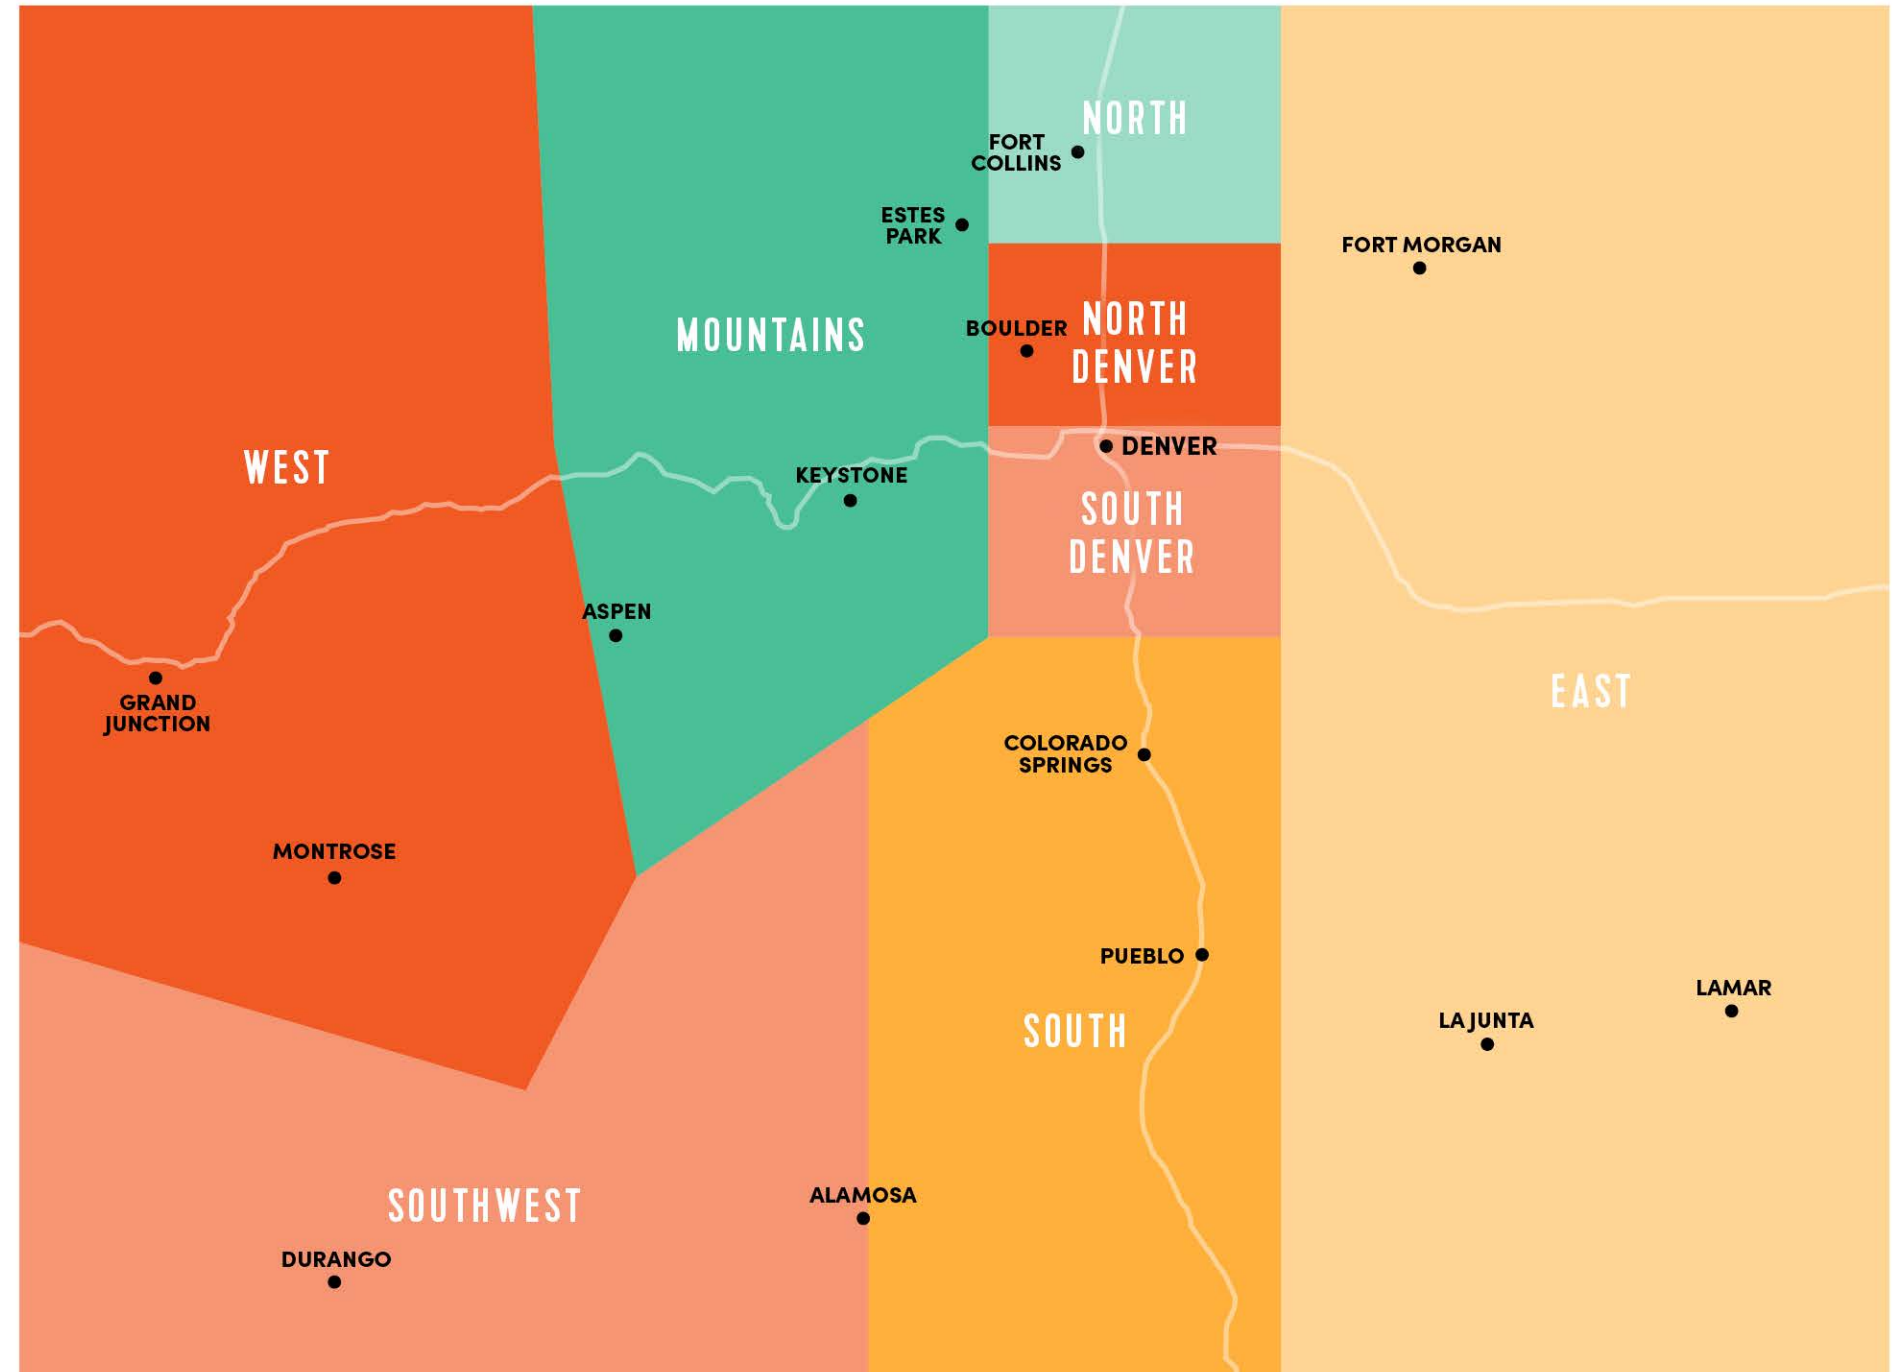 NORTH
FORT
COLLINS
ESTES
PARK
FORT MORGAN
MOUNTAINS
BOULDER
NORTH
DENVER
WEST
KEYSTONE
DENVER
SOUTH
DENVER
ASPEN
GRAND
JUNCTION
EAST
COLORADO
SPRINGS
MONTROSE
PUEBLO
SOUTH
LA JUNTA
LAMAR
SOUTHWEST
ALAMOSA
DURANGO